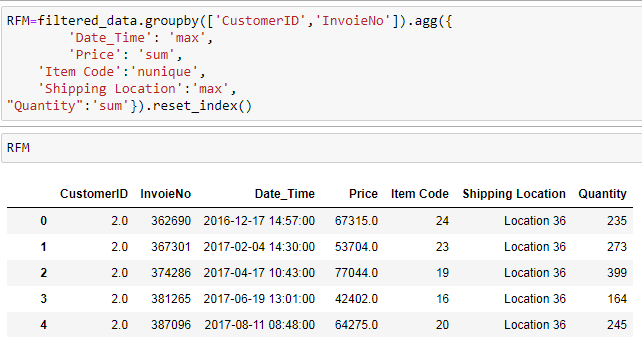 RFM=filtered_data.groupby(['CustomerID','InvoieNo']).agg({
'Date_Time': 'max',
'Price': 'sum',
'Item Code':'nunique',
'Shipping Location':'max',
"Quantity":'sum'}).reset_index()
RFM
CustomerID InvoieNo Date_Time Price Item Code Shipping Location Quantity
0 2.0 362690 2016-12-17 14:57:00 67315.0 24 Location 36 235
1 2.0 367301 2017-02-04 14:30:00 53704.0 23 Location 36 273
2 2.0 374286 2017-04-17 10:43:00 77044.0 19 Location 36 399
3 2.0 381265 2017-06-19 13:01:00 42402.0 16 Location 36 164
4 2.0 387096 2017-08-11 08:48:00 64275.0 20 Location 36 245